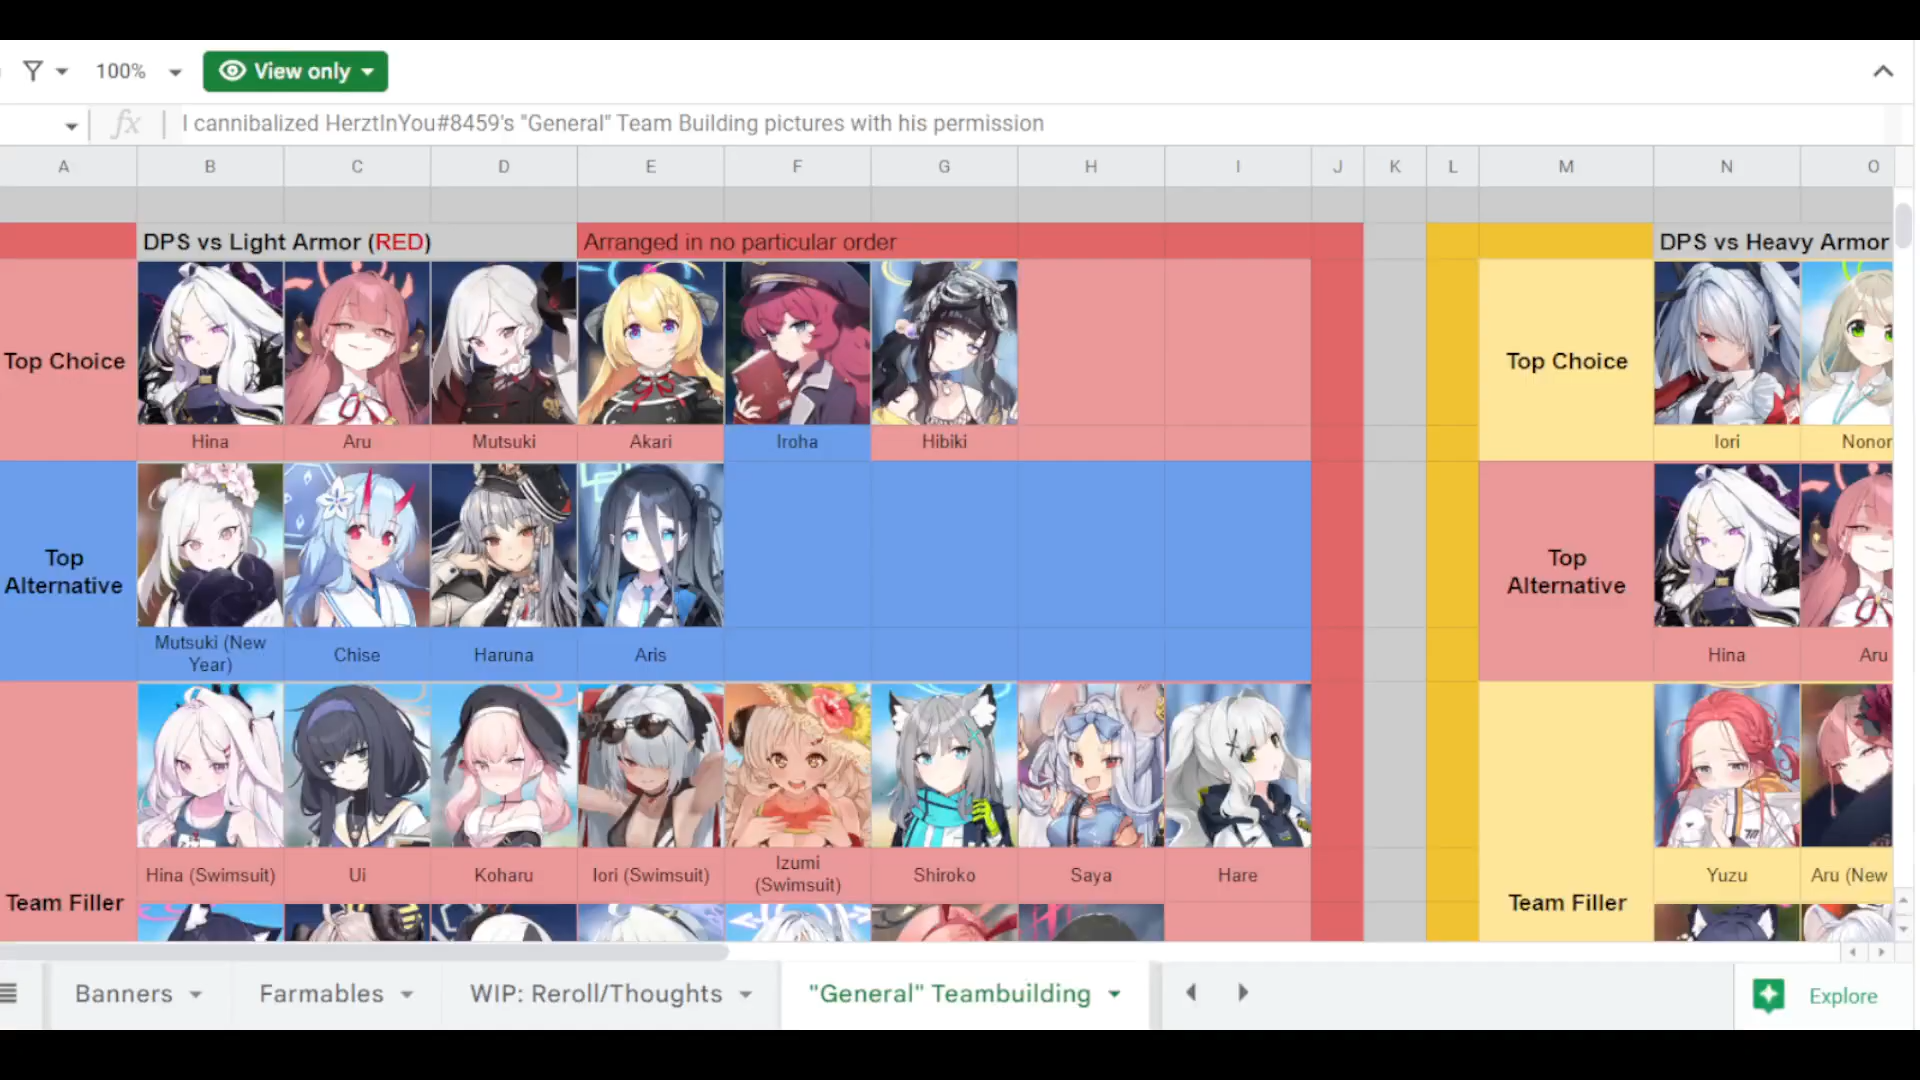 100%
View only
fx
I cannibalized HerztInYou#8459's "General" Team Building pictures with his permission
A B C D E F G H I J K L M N O
DPS vs Light Armor (RED)
Arranged in no particular order
DPS vs Heavy Armor
Top Choice
Top Choice
Hina Aru Mutsuki Akari Iroha Hibiki Iori Nonor
Top
Alternative
Top
Alternative
Mutsuki (New
Year)
Chise Haruna Aris Hina Aru
Hina (Swimsuit) Ui Koharu Iori (Swimsuit)
Izumi
(Swimsuit)
Shiroko Saya Hare Yuzu Aru (New
Team Filler
Team Filler
Banners Farmables WIP: Reroll/Thoughts "General" Teambuilding
Explore